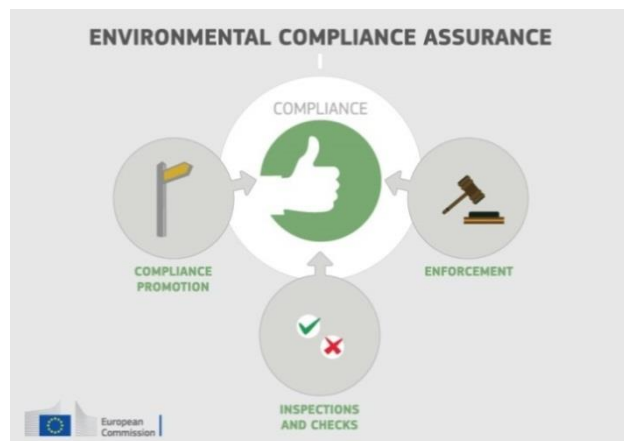 ENVIRONMENTAL COMPLIANCE ASSURANCE
COMPLIANCE
COMPLIANCE
PROMOTION
ENFORCEMENT
INSPECTIONS
AND CHECKS
European
Commission